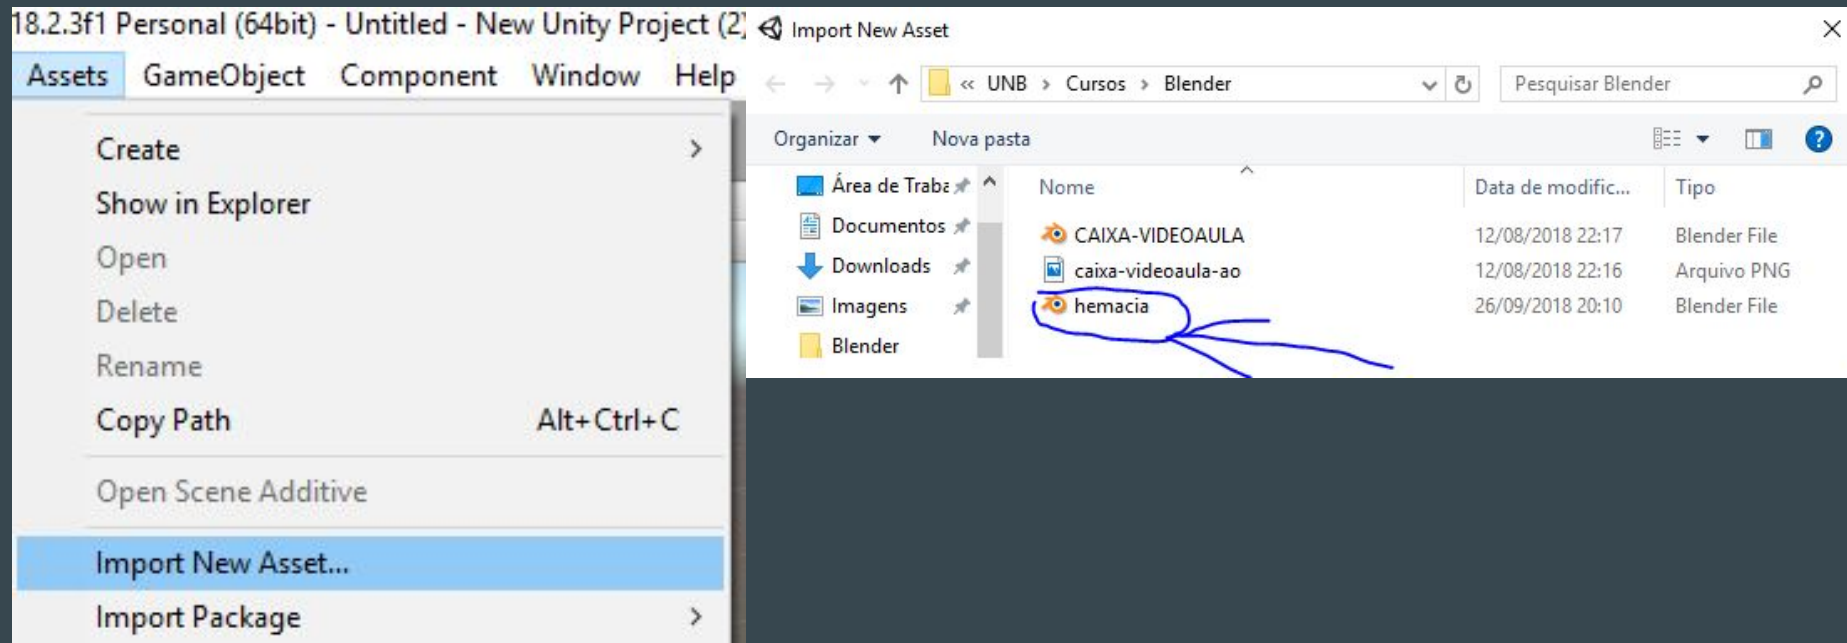 18.2.3f1 Personal (64bit) - Untitled - New Unity Project (2)
Assets GameObject Component Window Help
Create
Show in Explorer
Open
Delete
Rename
Copy Path Alt+Ctrl+C
Open Scene Additive
Import New Asset...
Import Package
Import New Asset
« UNB › Cursos › Blender
Pesquisar Blender
Organizar Nova pasta
Área de Traba
Documentos
Downloads
Imagens
Blender
Nome Data de modific... Tipo
CAIXA-VIDEOAULA 12/08/2018 22:17 Blender File
caixa-videoaula-ao 12/08/2018 22:16 Arquivo PNG
hemacia 26/09/2018 20:10 Blender File